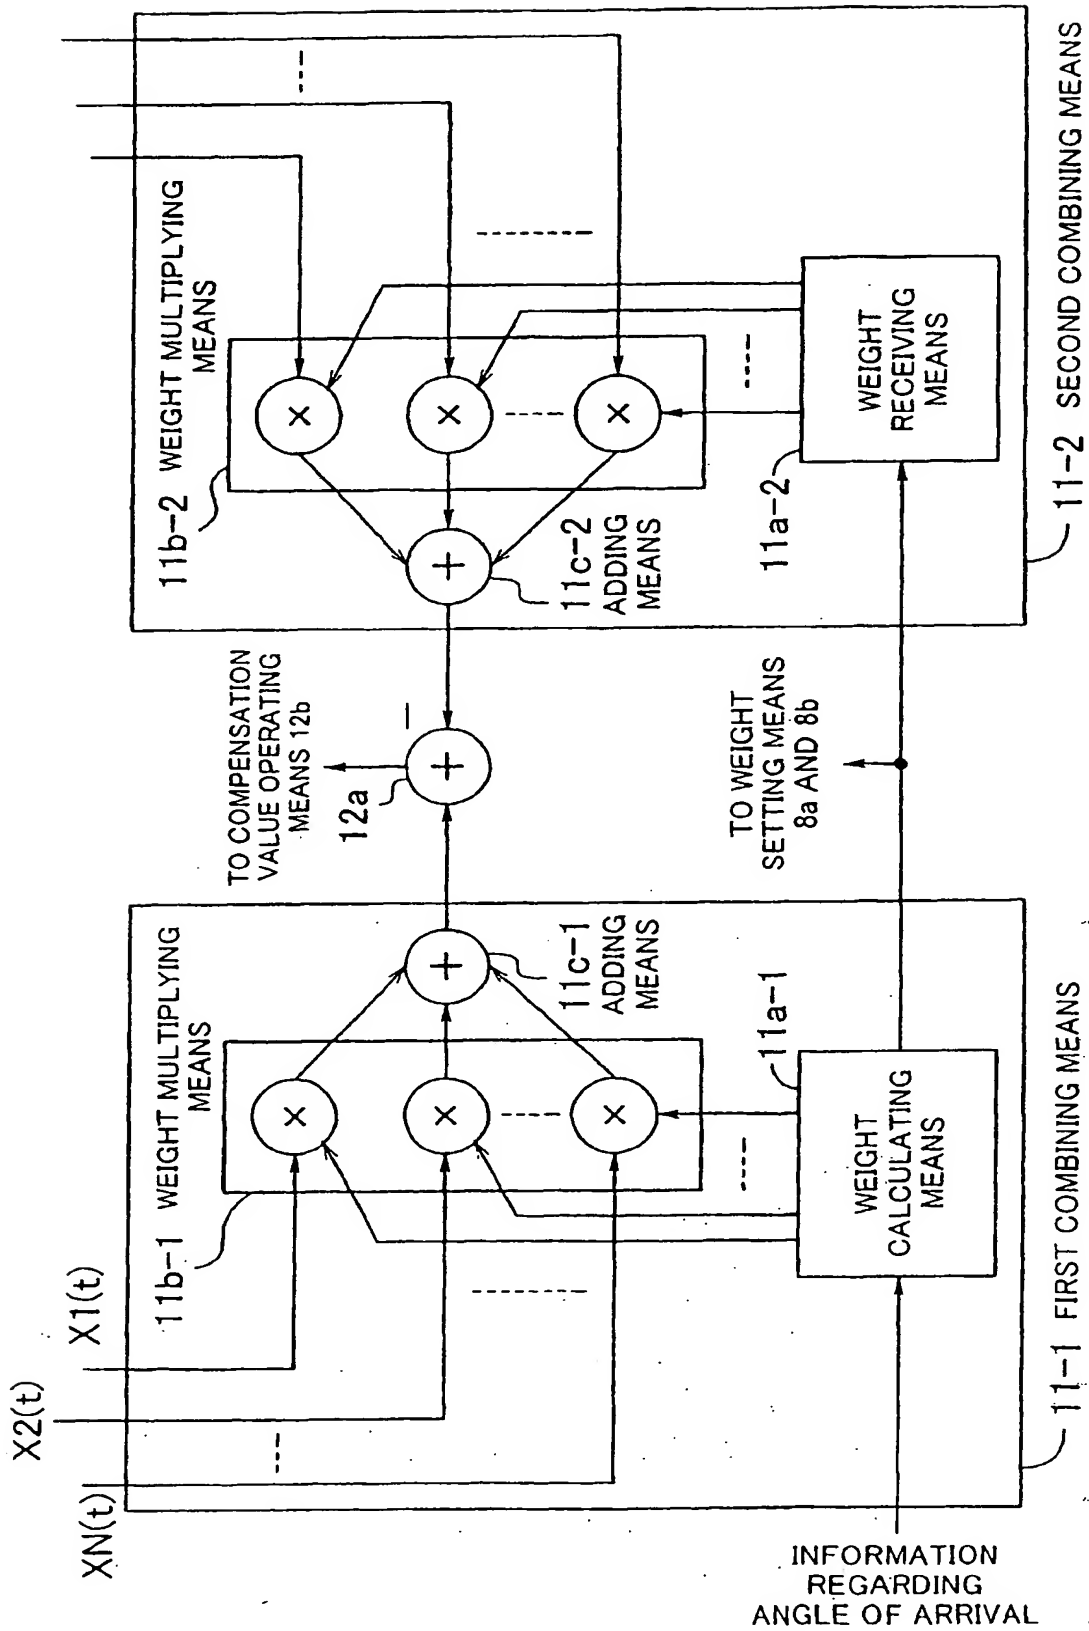 XN(t)
X2(t)
X1(t)
11b-1 WEIGHT MULTIPLYING
MEANS
×
×
×
+
11c-1
ADDING
MEANS
11a-1
WEIGHT
CALCULATING
MEANS
INFORMATION
REGARDING
ANGLE OF ARRIVAL
11-1 FIRST COMBINING MEANS
TO COMPENSATION
VALUE OPERATING
MEANS 12b
12a
+
−
TO WEIGHT
SETTING MEANS
8a AND 8b
11b-2 WEIGHT MULTIPLYING
MEANS
×
×
×
+
11c-2
ADDING
MEANS
11a-2
WEIGHT
RECEIVING
MEANS
11-2 SECOND COMBINING MEANS